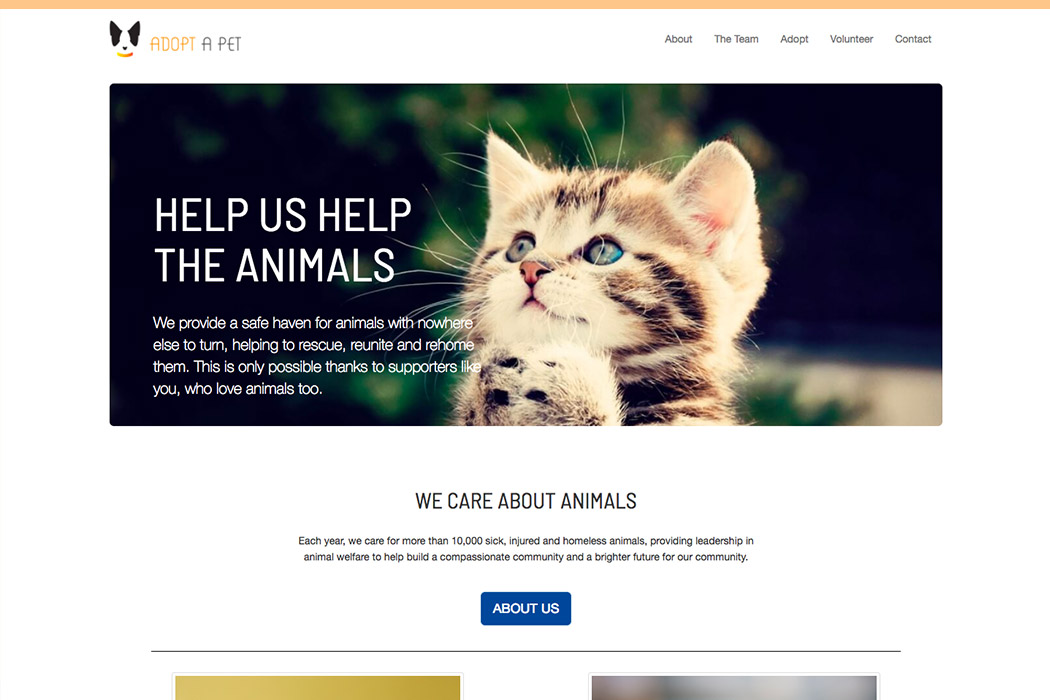 ADOPT A PET
About The Team Adopt Volunteer Contact
HELP US HELP
THE ANIMALS
We provide a safe haven for animals with nowhere
else to turn, helping to rescue, reunite and rehome
them. This is only possible thanks to supporters like
you, who love animals too.
WE CARE ABOUT ANIMALS
Each year, we care for more than 10,000 sick, injured and homeless animals, providing leadership in
animal welfare to help build a compassionate community and a brighter future for our community.
ABOUT US